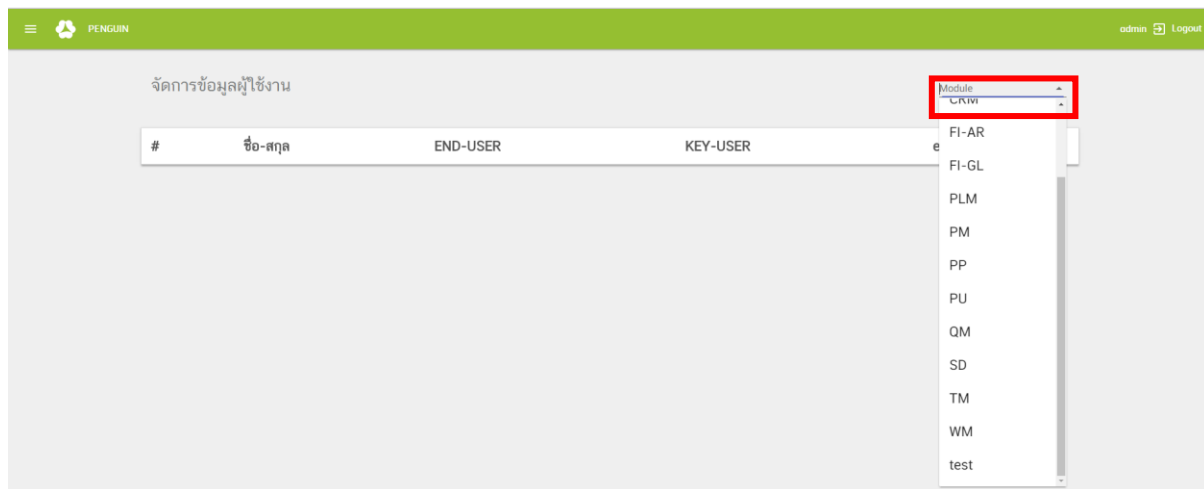 PENGUIN
admin Logout
จัดการข้อมูลผู้ใช้งาน
Module
CRM
# ชื่อ-สกุล END-USER KEY-USER e
FI-AR
FI-GL
PLM
PM
PP
PU
QM
SD
TM
WM
test